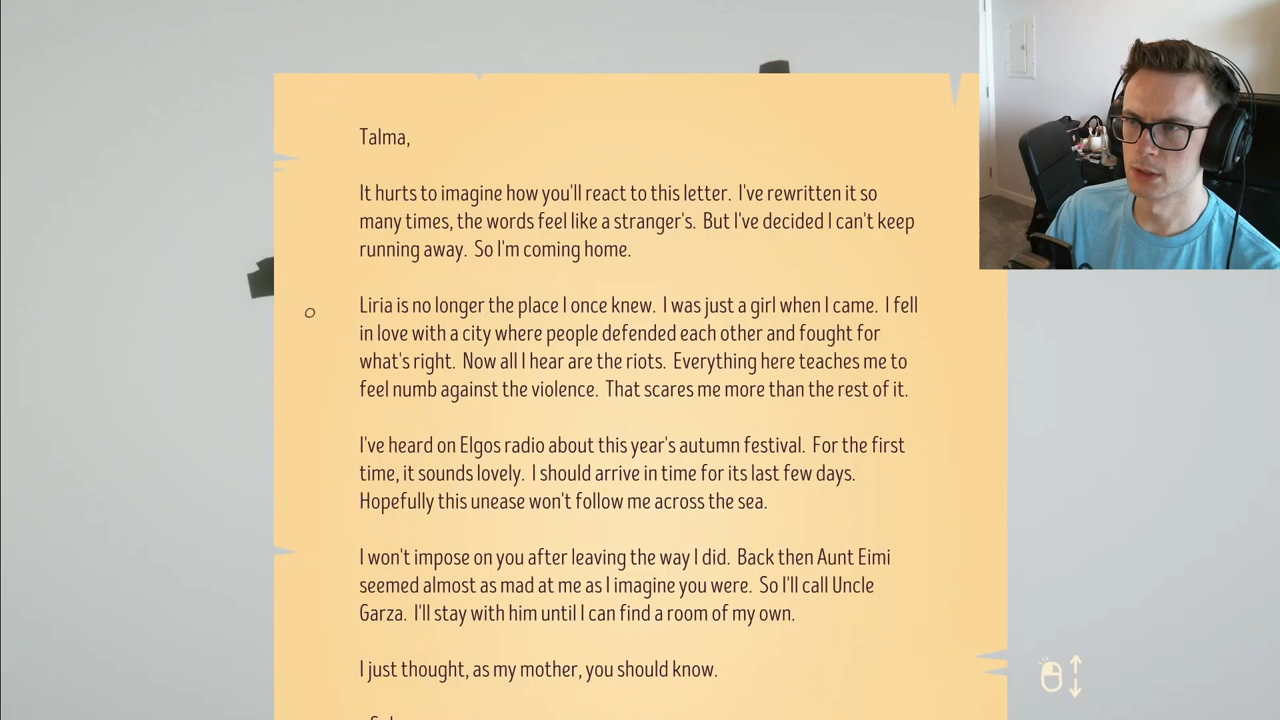 Talma,
It hurts to imagine how you'll react to this letter. I've rewritten it so
many times, the words feel like a stranger's. But I've decided I can't keep
running away. So I'm coming home.
Liria is no longer the place I once knew. I was just a girl when I came. I fell
in love with a city where people defended each other and fought for
what's right. Now all I hear are the riots. Everything here teaches me to
feel numb against the violence. That scares me more than the rest of it.
I've heard on Elgos radio about this year's autumn festival. For the first
time, it sounds lovely. I should arrive in time for its last few days.
Hopefully this unease won't follow me across the sea.
I won't impose on you after leaving the way I did. Back then Aunt Eimi
seemed almost as mad at me as I imagine you were. So I'll call Uncle
Garza. I'll stay with him until I can find a room of my own.
I just thought, as my mother, you should know.